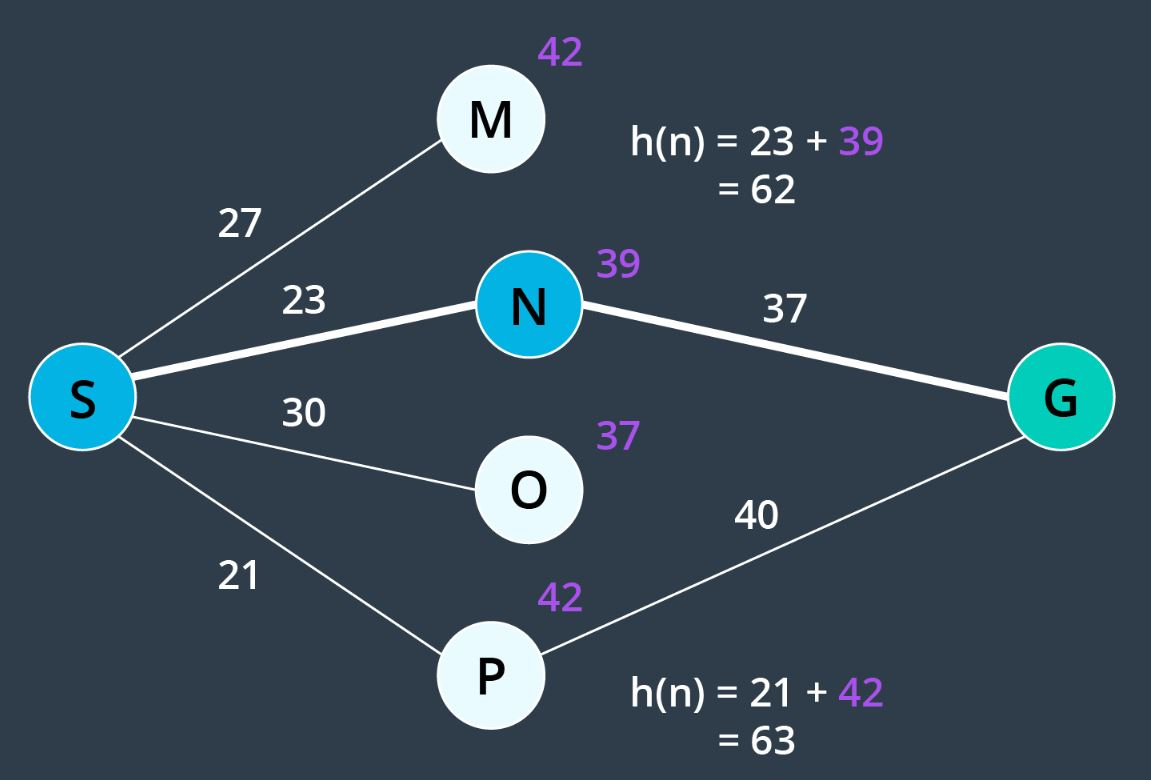 42
M
h(n) = 23 + 39
= 62
27
39
23
N
37
S
G
30
37
O
40
21
42
P
h(n) = 21 + 42
= 63